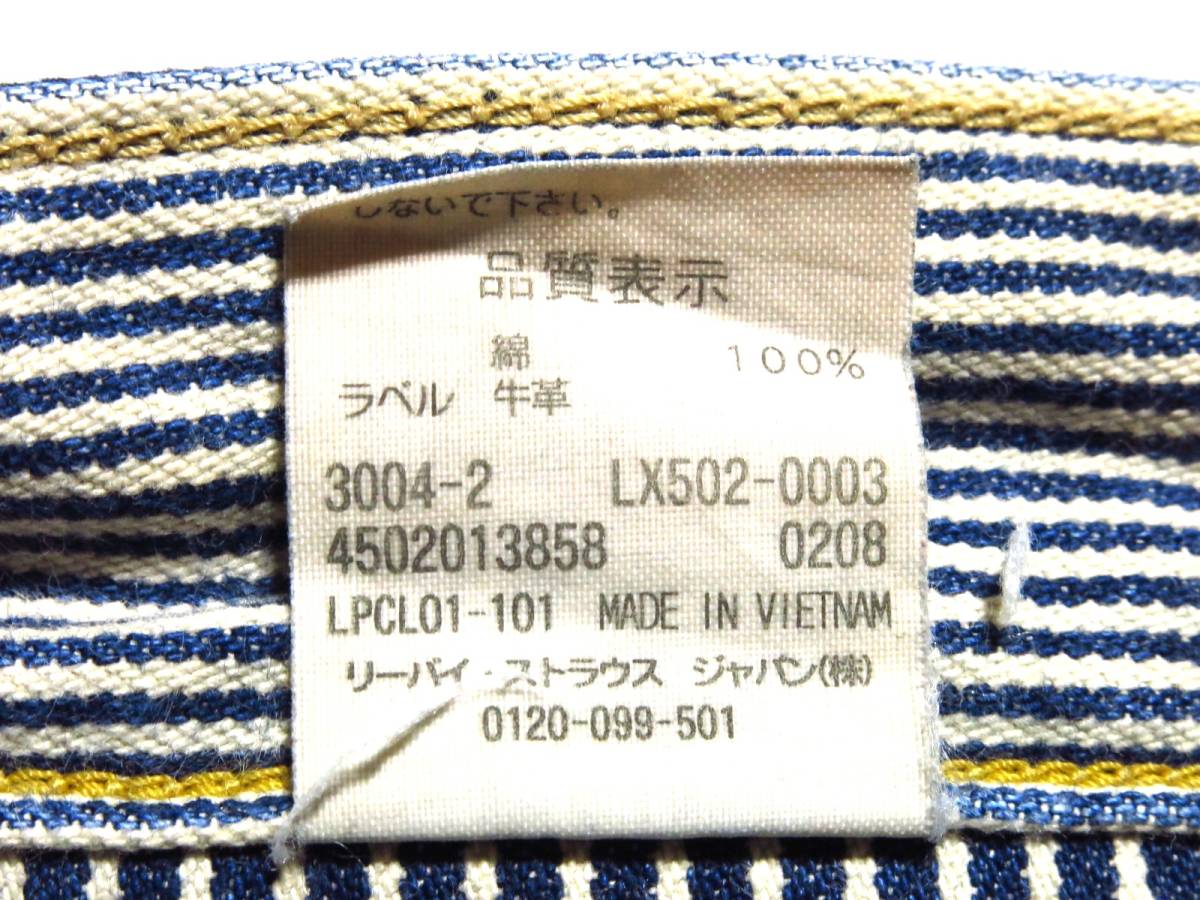 しないで下さい。
品質表示
綿 100%
ラベル 牛革
3004-2 LX502-0003
4502013858 0208
LPCL01-101 MADE IN VIETNAM
リーバイ・ストラウス ジャパン(株)
0120-099-501